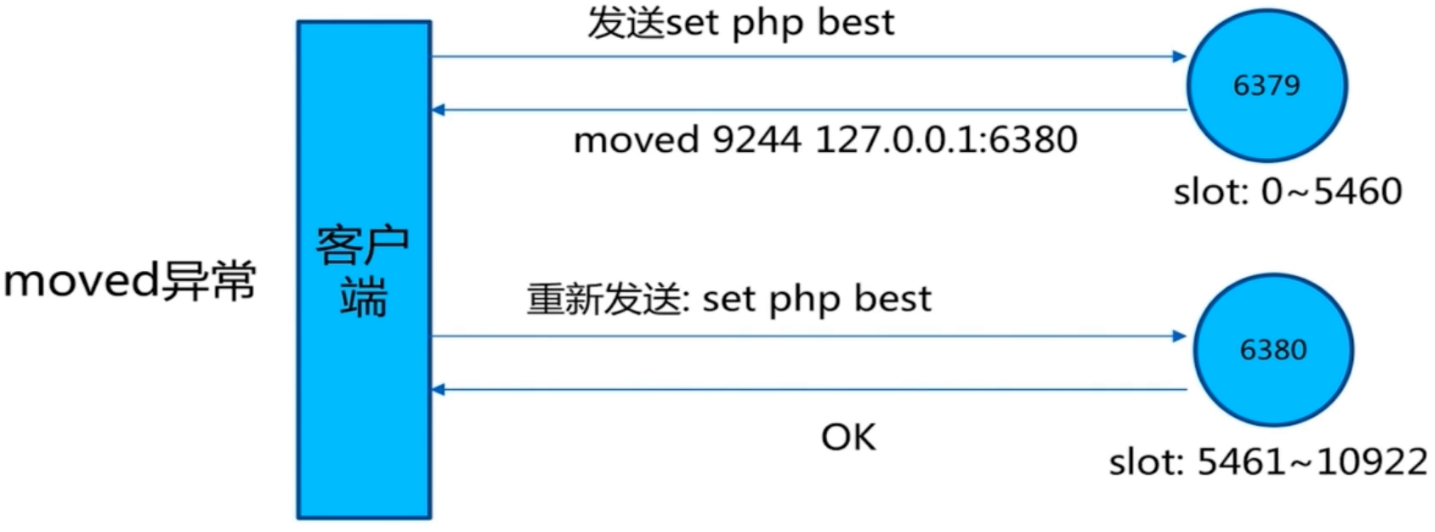 发送set php best
6379
moved 9244 127.0.0.1:6380
slot: 0~5460
moved异常
客户
端
重新发送: set php best
6380
OK
slot: 5461~10922